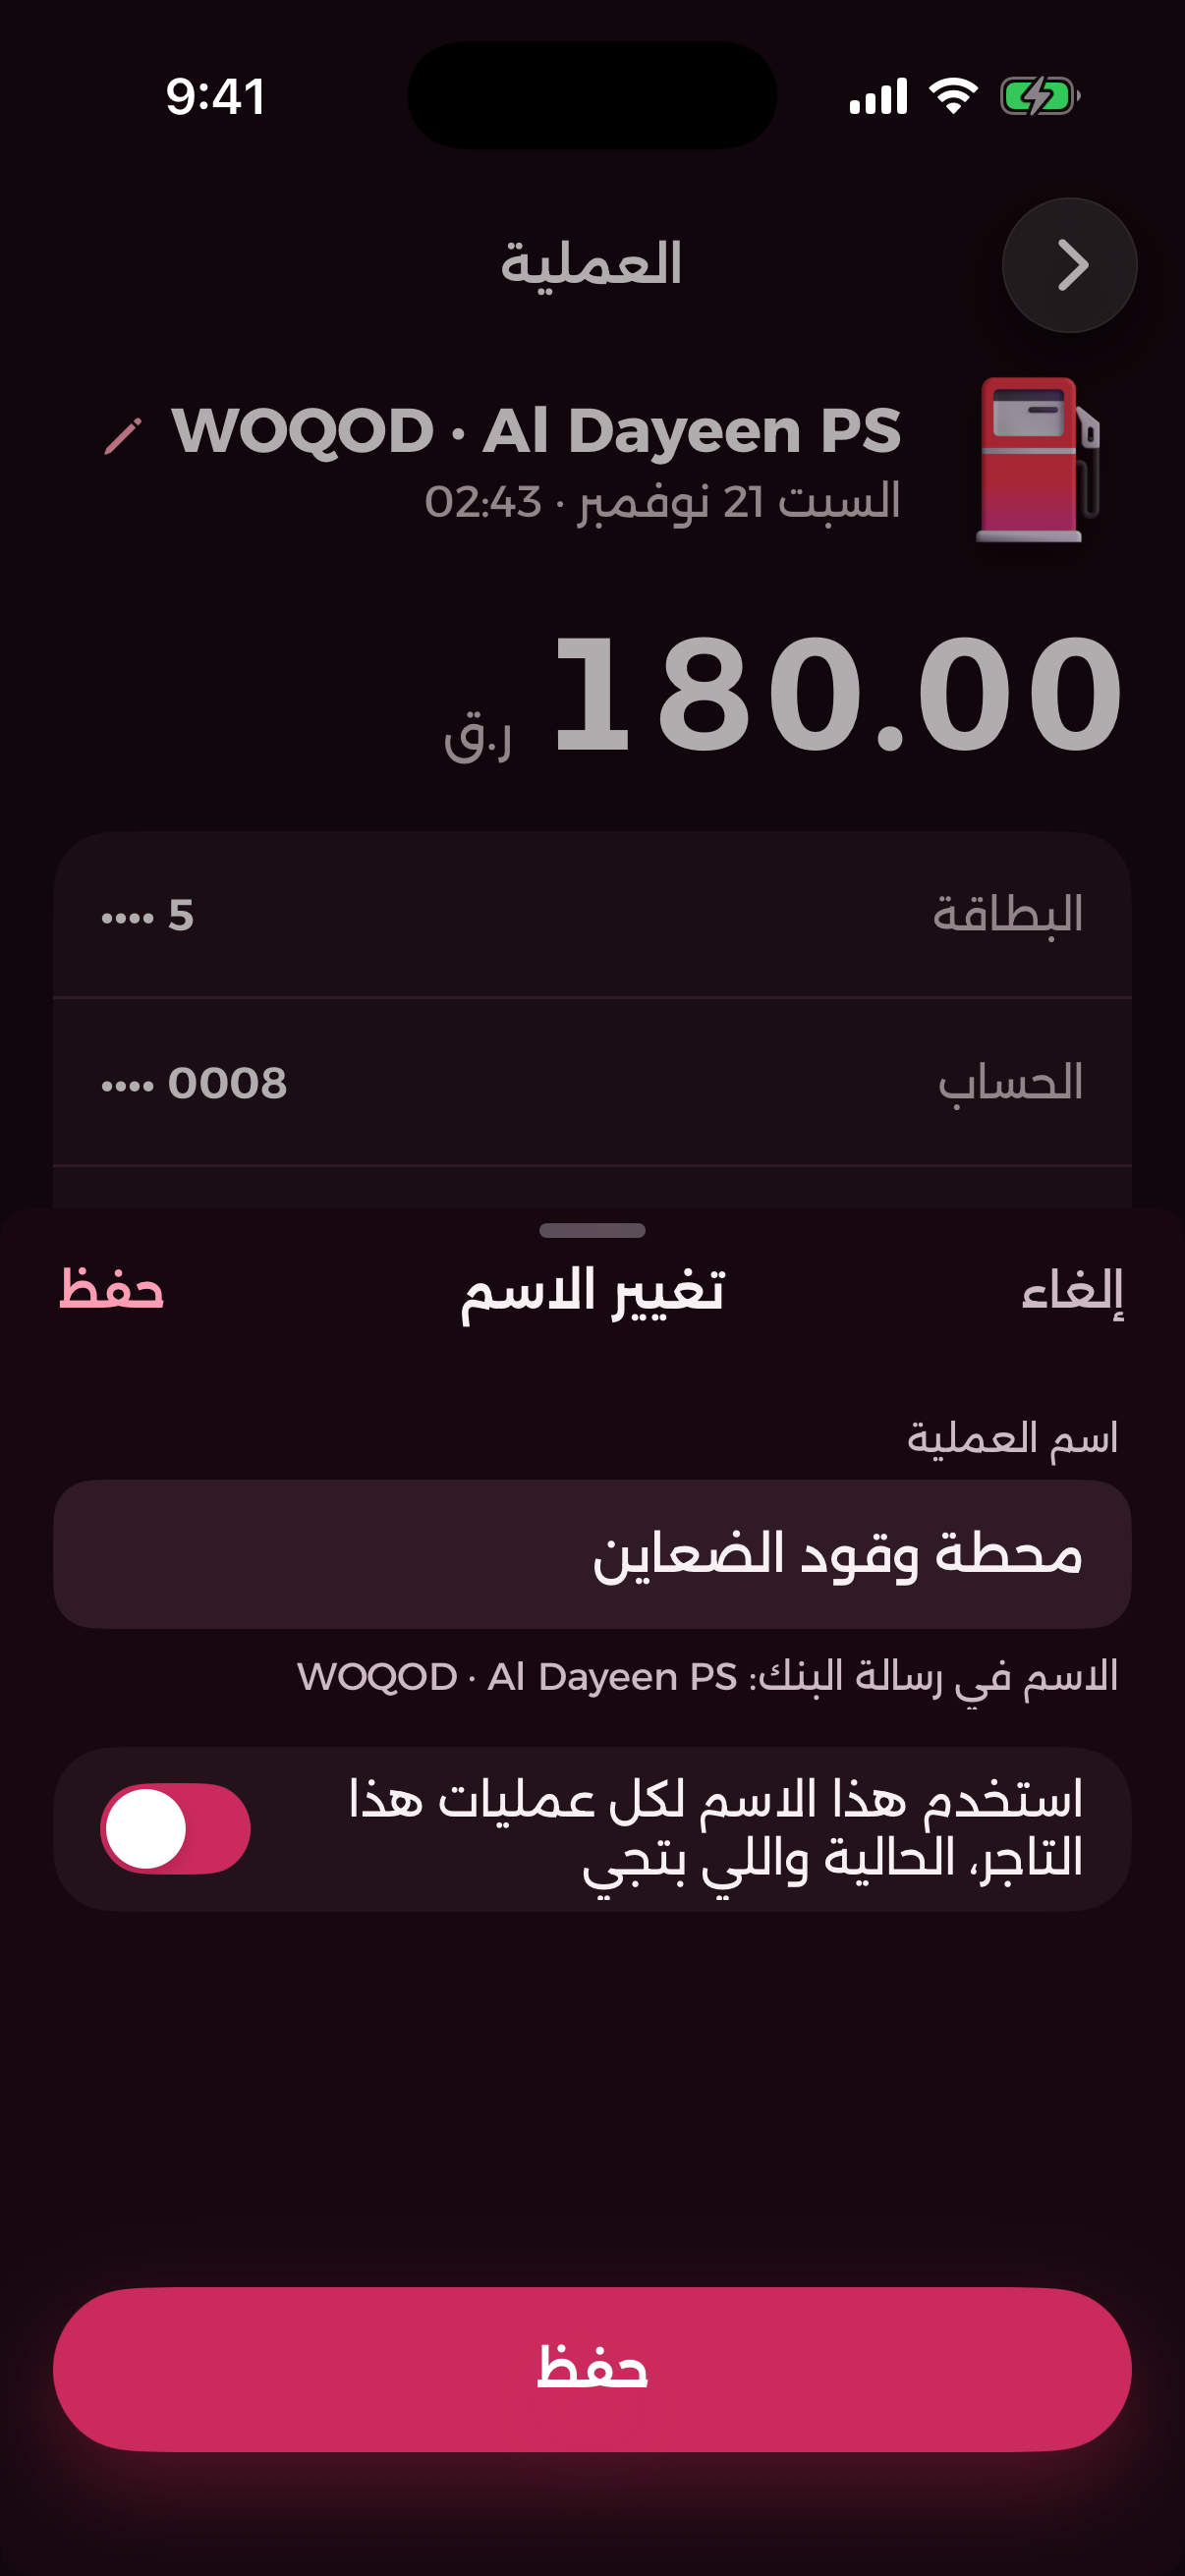 9:41
العملية
WOQOD · Al Dayeen PS
السبت 21 نوفمبر · 02:43
180.00 ر.ق
البطاقة •••• 5
الحساب •••• 0008
إلغاء تغيير الاسم حفظ
اسم العملية
محطة وقود الضعاين
الاسم في رسالة البنك: WOQOD · Al Dayeen PS
استخدم هذا الاسم لكل عمليات هذا
التاجر، الحالية واللي بتجي
حفظ